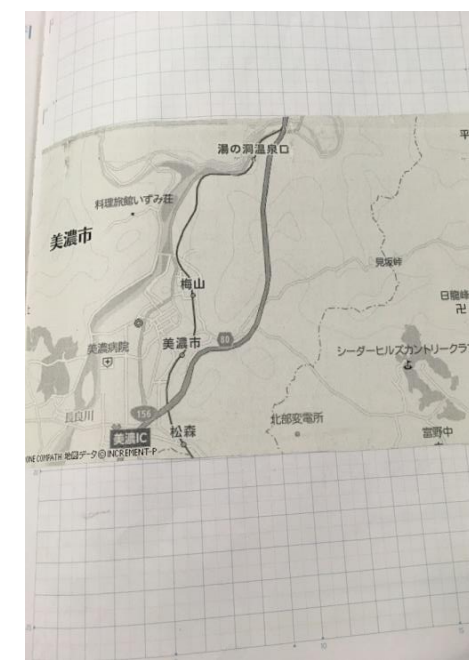 湯の洞温泉口
平
料理旅館いずみ荘
美濃市
見坂峠
梅山
日龍峰
卍
80
美濃市
美濃病院
シーダーヒルズカントリークラブ
長良川
156
北部変電所
美濃IC
松森
富野中
ONE COMPATH 地図データ © INCREMENT-P
10